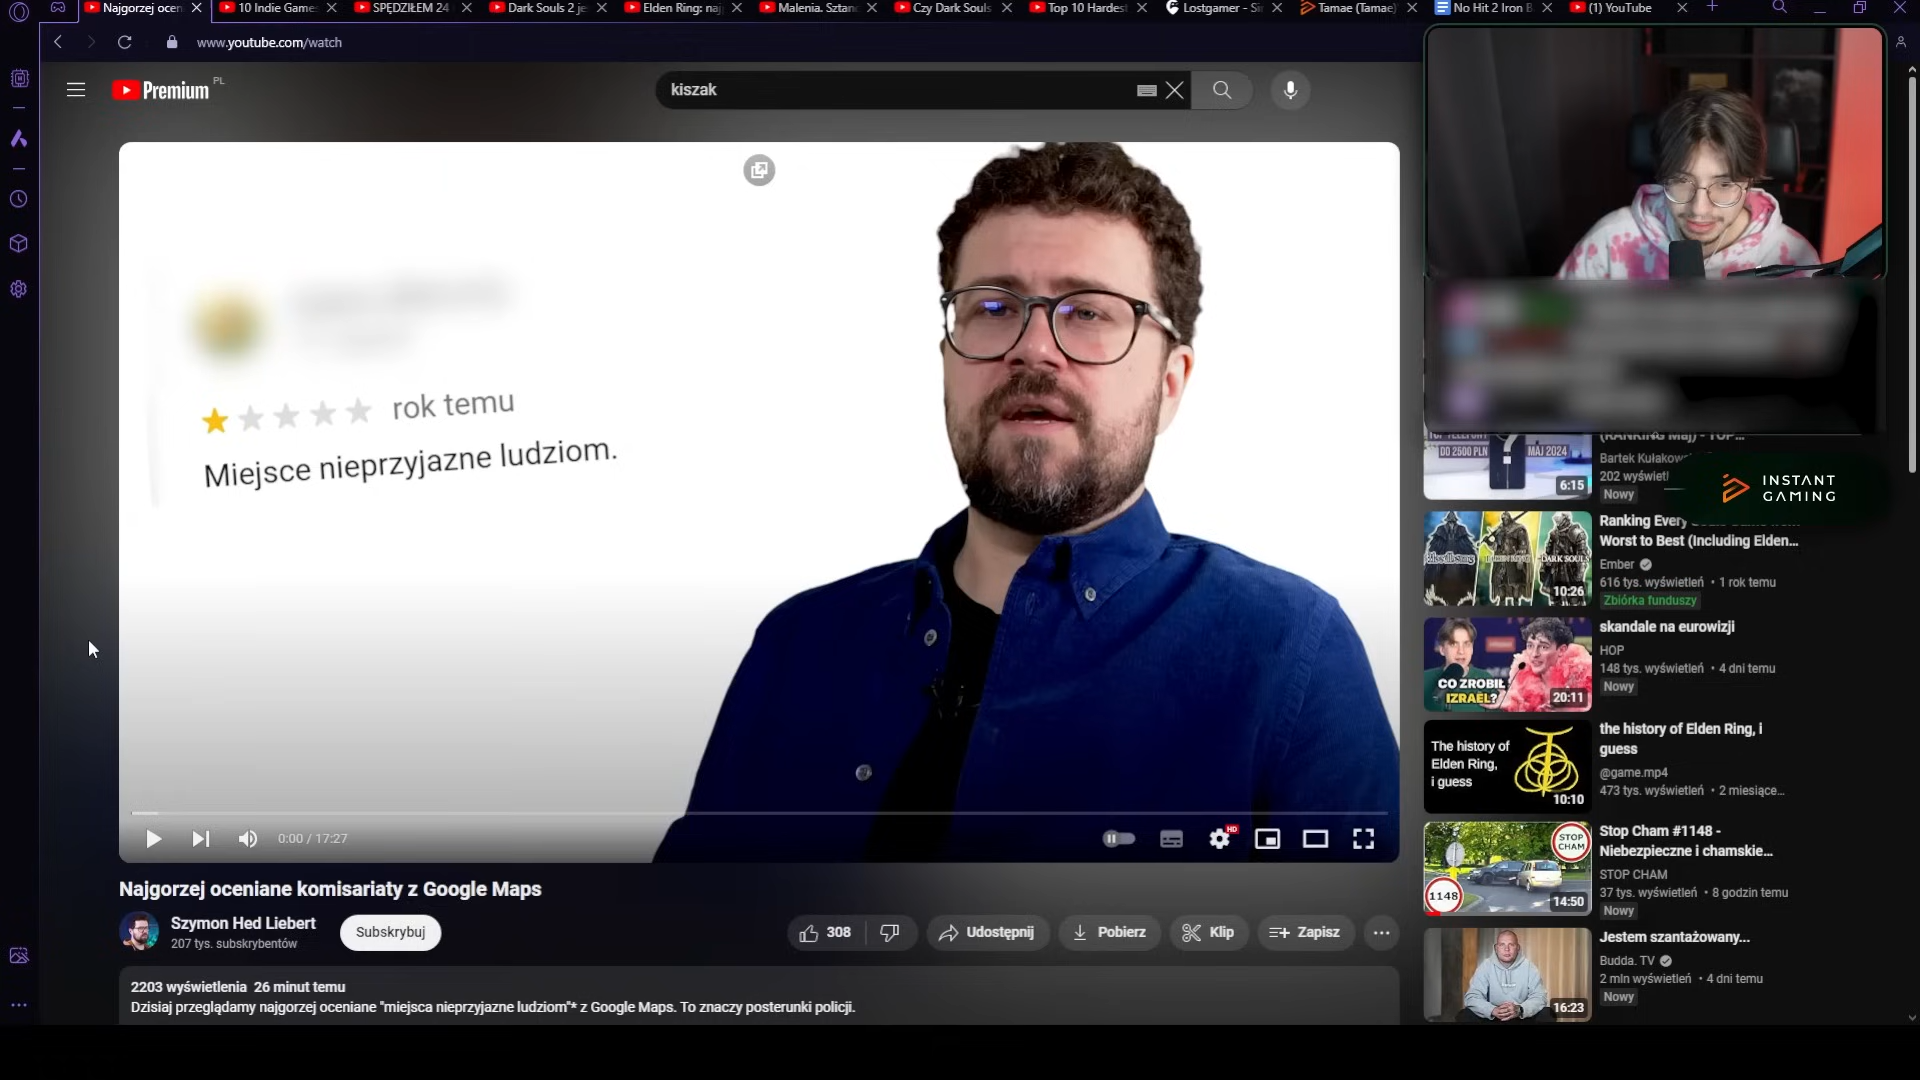 Najgorzej ocen
10 Indie Game
SPĘDZIŁEM 24
Dark Souls 2 je
Elden Ring: naj
Malenia. Sztan
Czy Dark Souls
Top 10 Hardest
Lostgamer - Si
Tamae (Tamae)
No Hit 2 Iron B
(1) YouTube
www.youtube.com/watch
Premium PL
kiszak
rok temu
Miejsce nieprzyjazne ludziom.
0:00 / 17:27
HD
Najgorzej oceniane komisariaty z Google Maps
Szymon Hed Liebert
207 tys. subskrybentów
Subskrybuj
308
Udostępnij
Pobierz
Klip
Zapisz
2203 wyświetlenia 26 minut temu
Dzisiaj przeglądamy najgorzej oceniane "miejsca nieprzyjazne ludziom"* z Google Maps. To znaczy posterunki policji.
INSTANT
GAMING
DO 2500 PLN
MAJ 2024
6:15
(RANKING Maj) - TOP...
Bartek Kułakow
202 wyświetl
Nowy
DARK SOULS
10:26
Ranking Every
Worst to Best (Including Elden...
Ember
616 tys. wyświetleń • 1 rok temu
Zbiórka funduszy
CO ZROBIŁ
IZRAEL?
20:11
skandale na eurowizji
HOP
148 tys. wyświetleń • 4 dni temu
Nowy
The history of
Elden Ring,
i guess
10:10
the history of Elden Ring, i
guess
@game.mp4
473 tys. wyświetleń • 2 miesiące...
STOP
CHAM
1148
14:50
Stop Cham #1148 -
Niebezpieczne i chamskie...
STOP CHAM
37 tys. wyświetleń • 8 godzin temu
Nowy
16:23
Jestem szantażowany...
Budda. TV
2 mln wyświetleń • 4 dni temu
Nowy